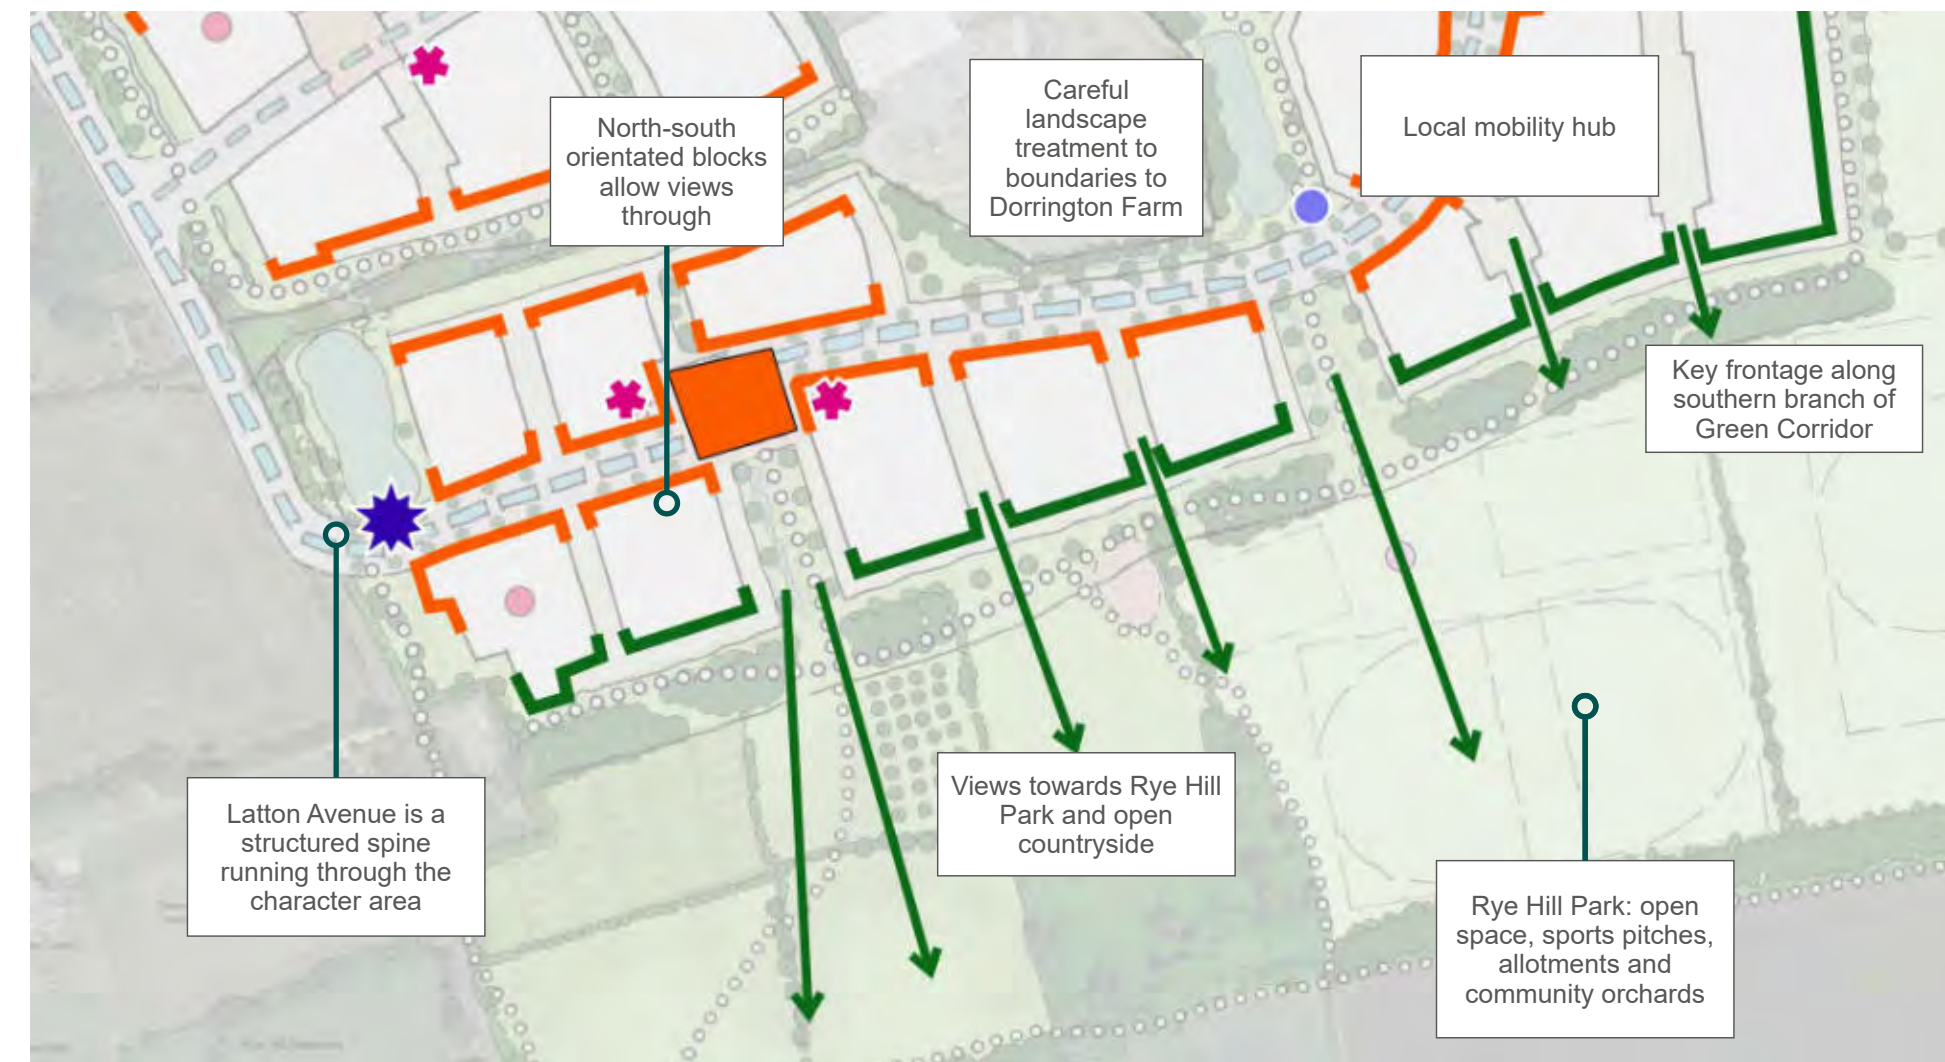 North-south
orientated blocks
allow views
through
Careful
landscape
treatment to
boundaries to
Dorrington Farm
Local mobility hub
Key frontage along
southern branch of
Green Corridor
Latton Avenue is a
structured spine
running through the
character area
Views towards Rye Hill
Park and open
countryside
Rye Hill Park: open
space, sports pitches,
allotments and
community orchards